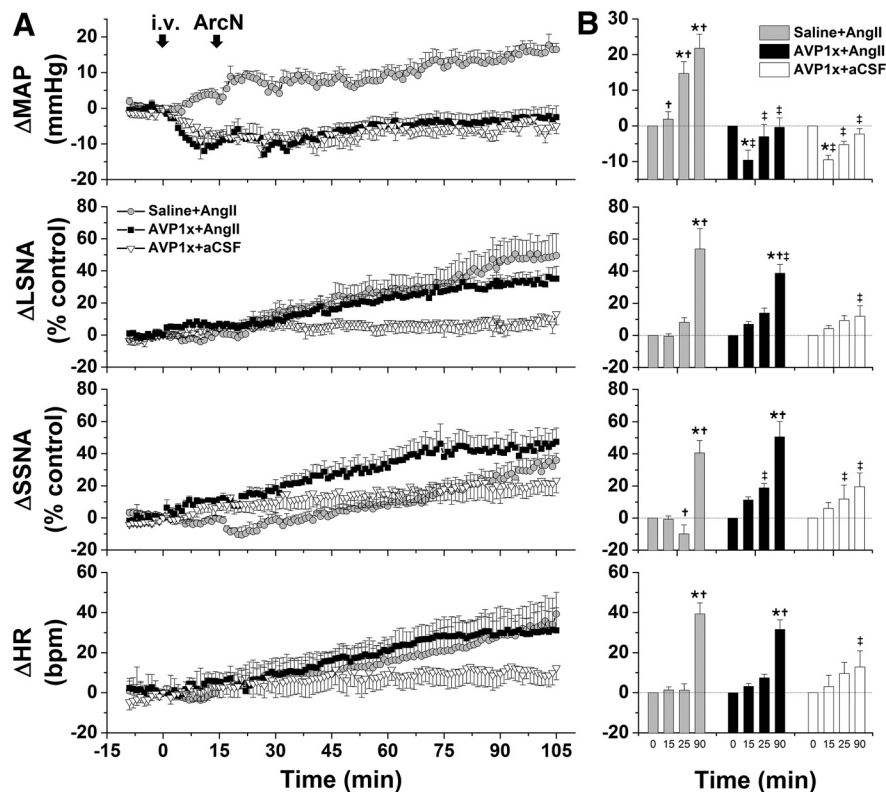 A
i.v.
ArcN
ΔMAP
(mmHg)
20
10
0
-10
-20
ΔLSNA
(% control)
80
60
40
20
0
-20
Saline+AngII
AVP1x+AngII
AVP1x+aCSF
ΔSSNA
(% control)
80
60
40
20
0
-20
ΔHR
(bpm)
60
40
20
0
-20
-15 0 15 30 45 60 75 90 105
Time (min)
B
30
20
10
0
-10
Saline+AngII
AVP1x+AngII
AVP1x+aCSF
† *† *†
*‡ ‡ ‡
*‡ ‡ ‡
80
60
40
20
0
-20
*† *†‡ ‡
80
60
40
20
0
-20
† *† ‡ *† ‡ ‡
60
40
20
0
-20
*† *† ‡
0 15 25 90 0 15 25 90 0 15 25 90
Time (min)